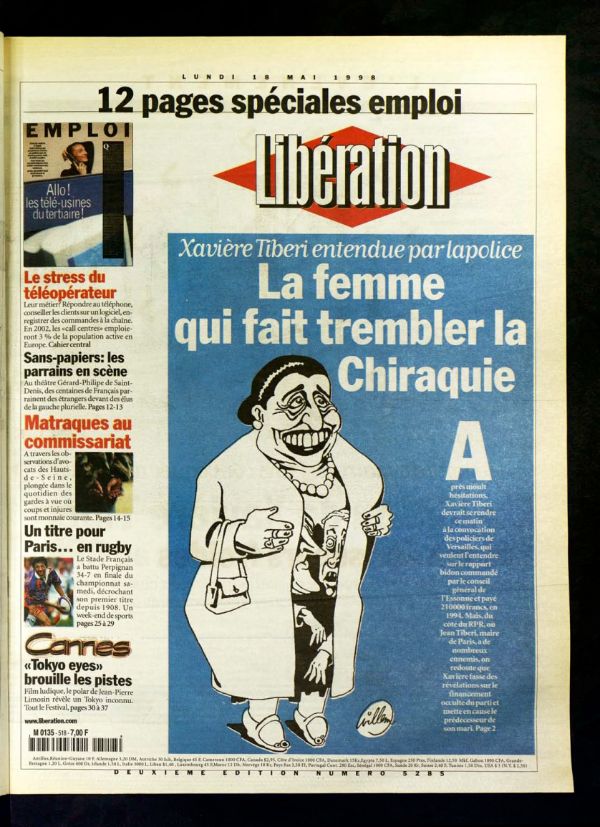 LUNDI 18 MAI 1998
12 pages spéciales emploi
EMPLOI
Allo!
les télé-usines
du tertiaire!
Le stress du
téléopérateur
Leur métier? Répondre au téléphone,
conseiller les clients sur un logiciel, en-
registrer des commandes à la chaîne.
En 2002, les «call centres» emploie-
ront 3 % de la population active en
Europe. Cahier central
Sans-papiers: les
parrains en scène
Au théâtre Gérard-Philipe de Saint-
Denis, des centaines de Français par-
rainent des étrangers devant des élus
de la gauche plurielle. Pages 12-13
Matraques au
commissariat
A travers les ob-
servations d'avo-
cats des Hauts-
de-Seine,
plongée dans le
quotidien des
gardes à vue où
coups et injures
sont monnaie courante. Pages 14-15
Un titre pour
Paris... en rugby
Le Stade Français
a battu Perpignan
34-7 en finale du
championnat sa-
medi, décrochant
son premier titre
depuis 1908. Un
week-end de sports
pages 25 à 29
Cannes
«Tokyo eyes»
brouille les pistes
Film ludique, le polar de Jean-Pierre
Limosin révèle un Tokyo inconnu.
Tout le Festival, pages 30 à 37
www.liberation.com
M 0135 - 518 - 7,00 F
Libération
Xavière Tiberi entendue par la police
La femme
qui fait trembler la
Chiraquie
Après moult
hésitations,
Xavière Tiberi
devrait se rendre
ce matin
à la convocation
des policiers de
Versailles, qui
veulent l'entendre
sur le rapport
bidon commandé
par le conseil
général de
l'Essonne et payé
210000 francs, en
1994. Mais, du
côté du RPR, où
Jean Tiberi, maire
de Paris, a de
nombreux
ennemis, on
redoute que
Xavière fasse des
révélations sur le
financement
occulte du parti et
mette en cause le
prédécesseur de
son mari. Page 2
Willem
DEUXIEME EDITION NUMERO 5285